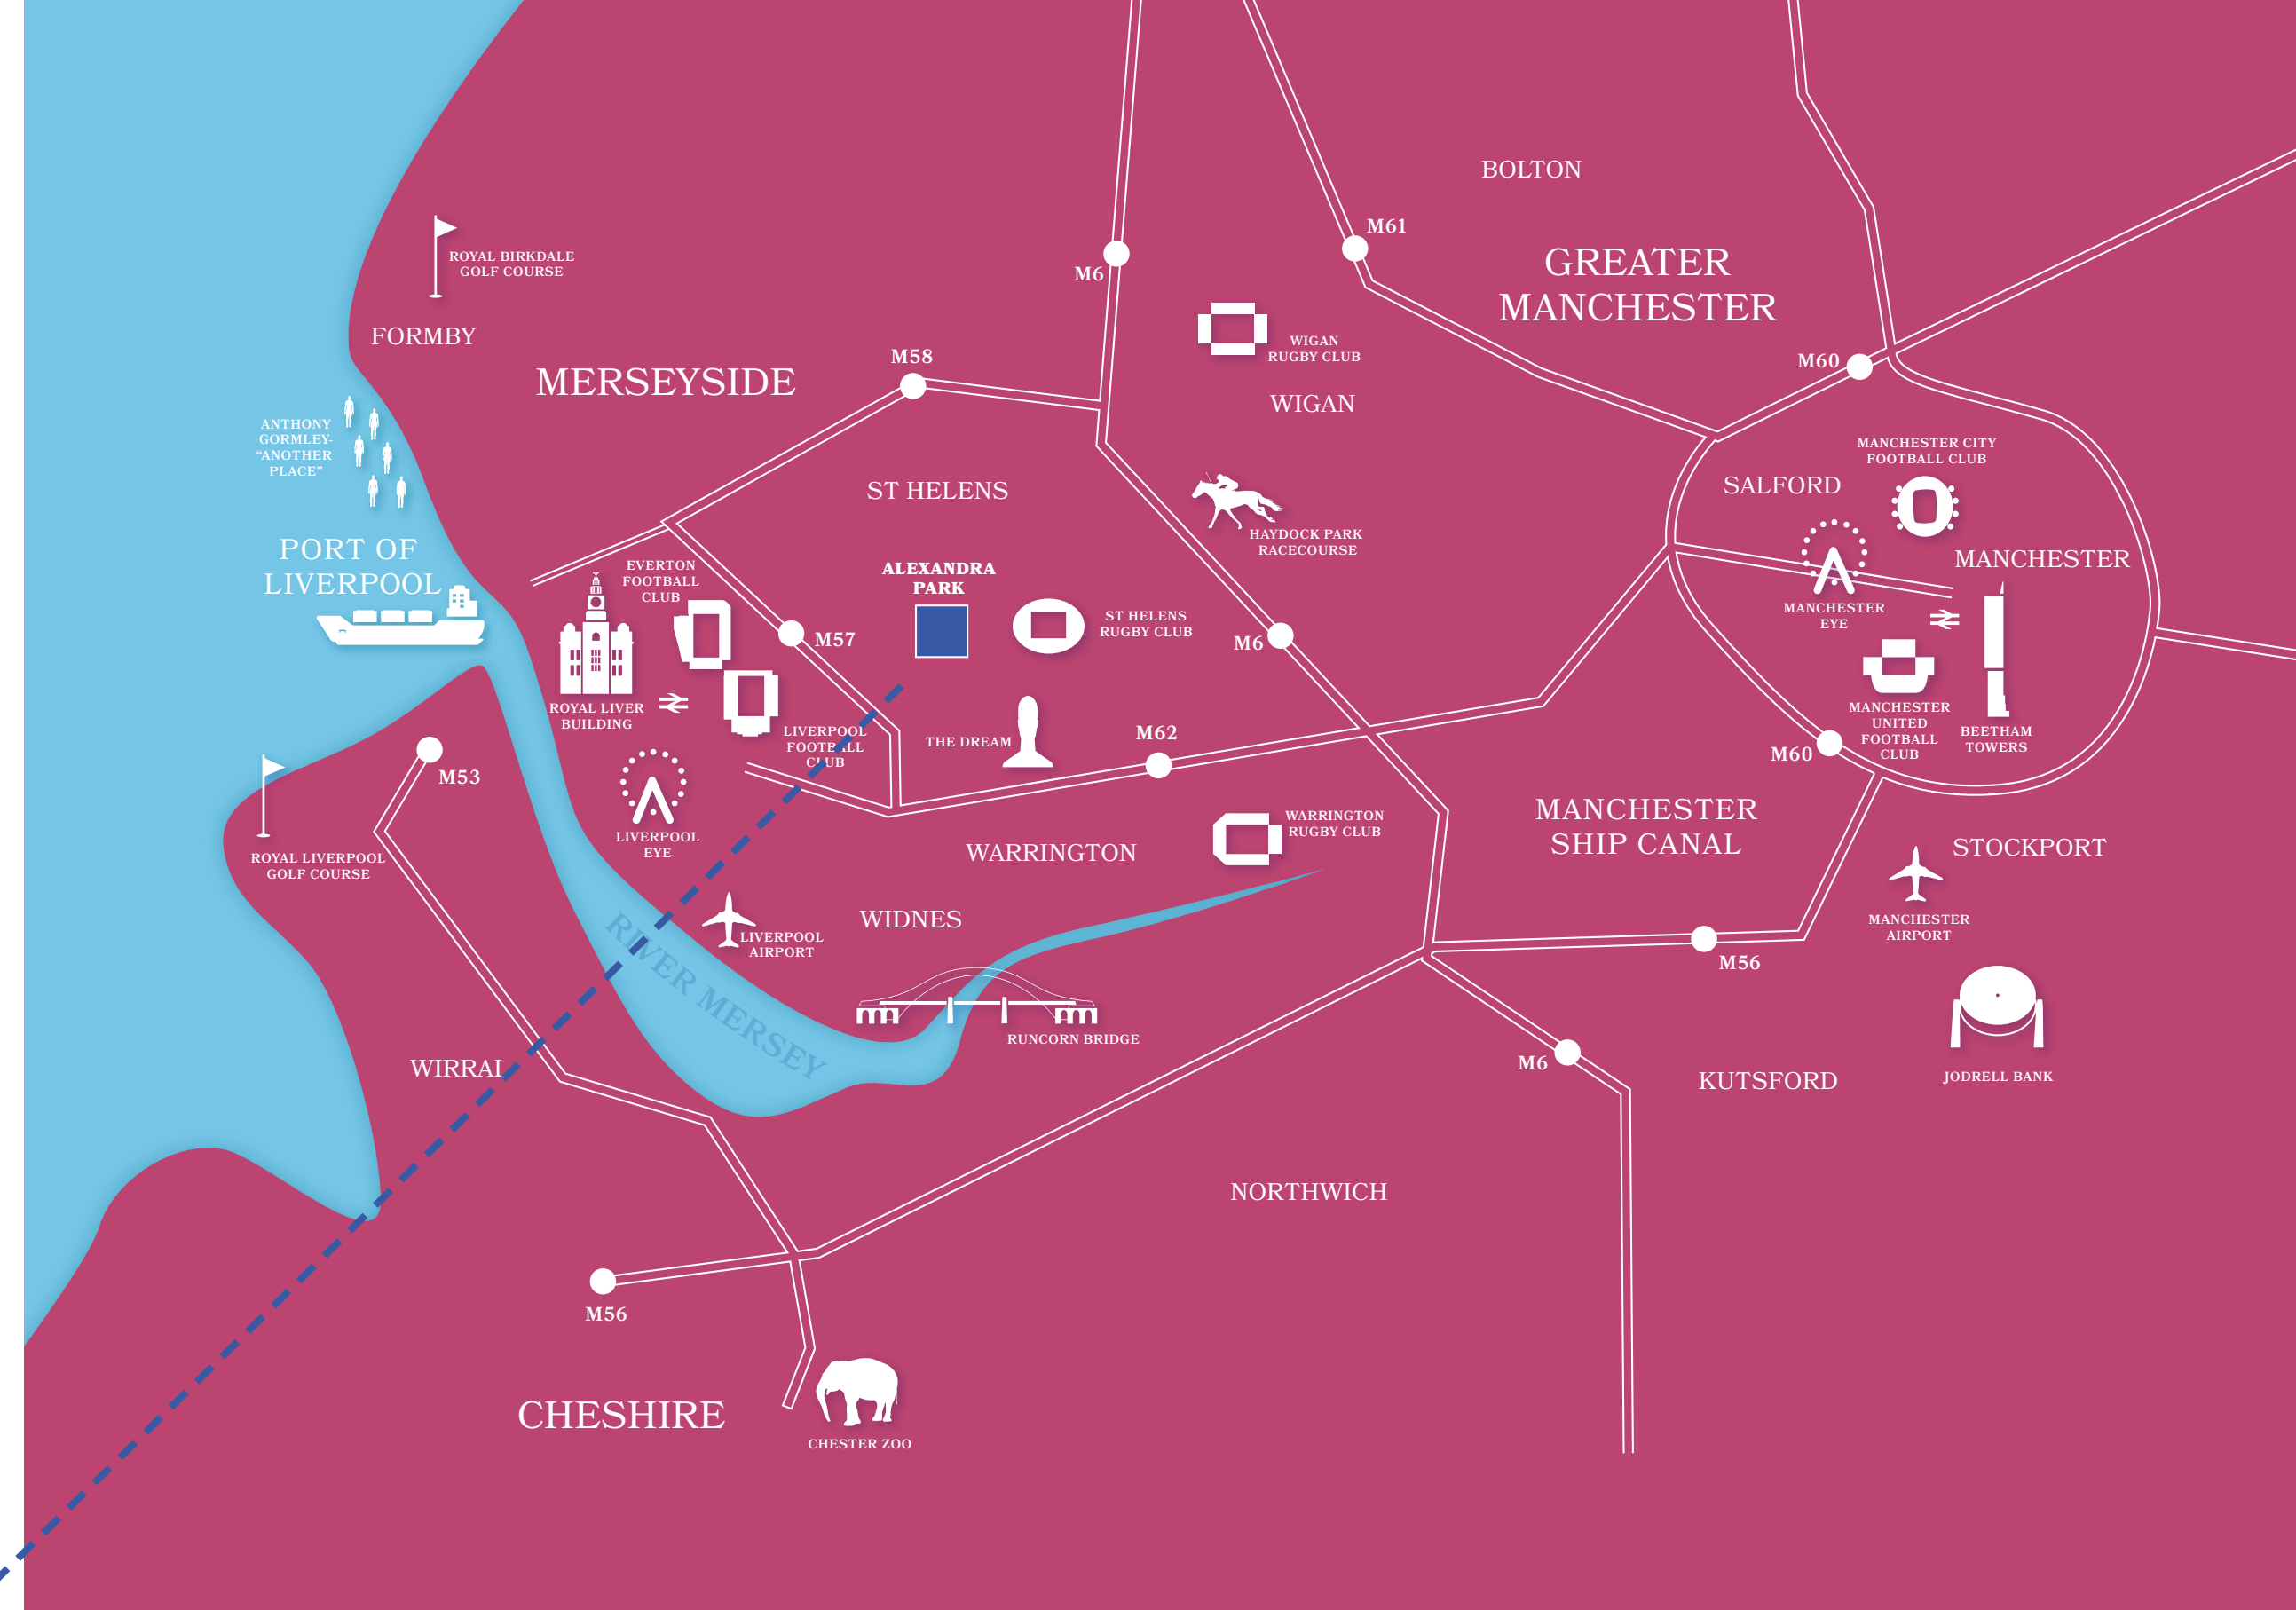 BOLTON
M61
GREATER
MANCHESTER
ROYAL BIRKDALE
GOLF COURSE
M6
FORMBY
WIGAN
RUGBY CLUB
M58
M60
MERSEYSIDE
WIGAN
ANTHONY
GORMLEY-
“ANOTHER
PLACE”
MANCHESTER CITY
FOOTBALL CLUB
ST HELENS
SALFORD
HAYDOCK PARK
RACECOURSE
PORT OF
LIVERPOOL
MANCHESTER
EVERTON
FOOTBALL
CLUB
ALEXANDRA
PARK
ST HELENS
RUGBY CLUB
MANCHESTER
EYE
M57
M6
ROYAL LIVER
BUILDING
MANCHESTER
UNITED
FOOTBALL
CLUB
LIVERPOOL
FOOTBALL
CLUB
THE DREAM
M62
BEETHAM
TOWERS
M60
M53
MANCHESTER
SHIP CANAL
WARRINGTON
RUGBY CLUB
LIVERPOOL
EYE
ROYAL LIVERPOOL
GOLF COURSE
WARRINGTON
STOCKPORT
WIDNES
MANCHESTER
AIRPORT
LIVERPOOL
AIRPORT
RIVER MERSEY
M56
RUNCORN BRIDGE
M6
WIRRAL
KUTSFORD
JODRELL BANK
NORTHWICH
M56
CHESHIRE
CHESTER ZOO